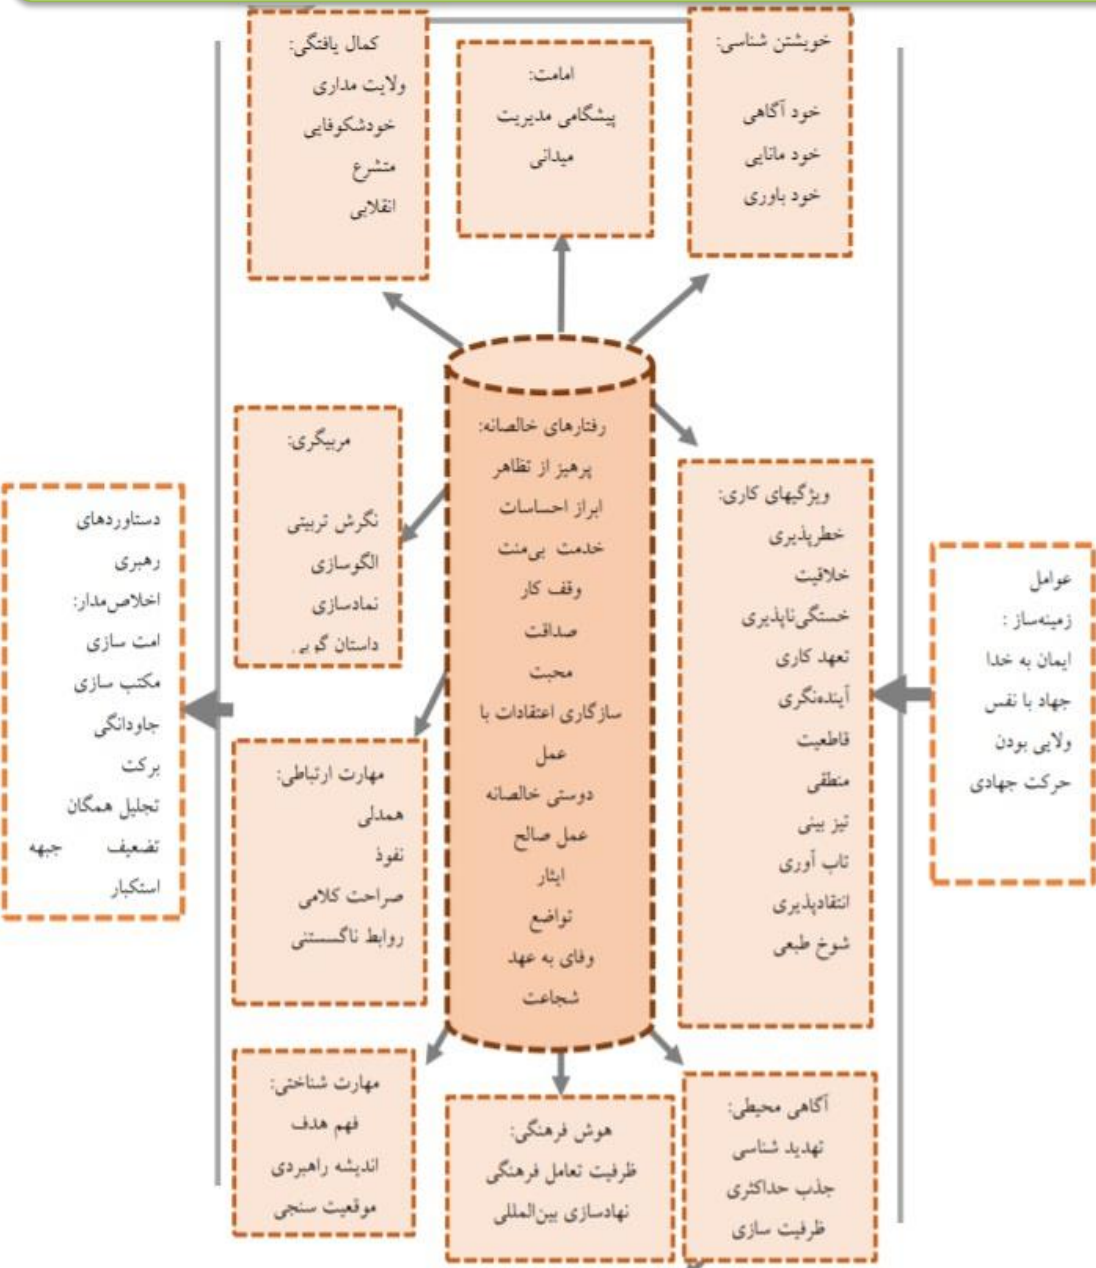 خویشتن شناسی:
خود آگاهی
خود مانایی
خود باوری
امامت:
پیشگامی مدیریت
میدانی
کمال یافتگی:
ولایت مداری
خودشکوفایی
متشرع
انقلابی
عوامل
زمینه‌ساز :
ایمان به خدا
جهاد با نفس
ولایی بودن
حرکت جهادی
ویژگیهای کاری:
خطرپذیری
خلاقیت
خستگی‌ناپذیری
تعهد کاری
آینده‌نگری
قاطعیت
منطقی
تیز بینی
تاب آوری
انتقادپذیری
شوخ طبعی
رفتارهای خالصانه:
پرهیز از تظاهر
ابراز احساسات
خدمت بی‌منت
وقف کار
صداقت
محبت
سازگاری اعتقادات با
عمل
دوستی خالصانه
عمل صالح
ایثار
تواضع
وفای به عهد
شجاعت
مربیگری:
نگرش تربیتی
الگوسازی
نمادسازی
داستان گویی
مهارت ارتباطی:
همدلی
نفوذ
صراحت کلامی
روابط ناگسستنی
دستاوردهای
رهبری
اخلاص‌مدار:
امت سازی
مکتب سازی
جاودانگی
برکت
تجلیل همگان
تضعیف جبهه
استکبار
آگاهی محیطی:
تهدید شناسی
جذب حداکثری
ظرفیت سازی
هوش فرهنگی:
ظرفیت تعامل فرهنگی
نهادسازی بین‌المللی
مهارت شناختی:
فهم هدف
اندیشه راهبردی
موقعیت سنجی